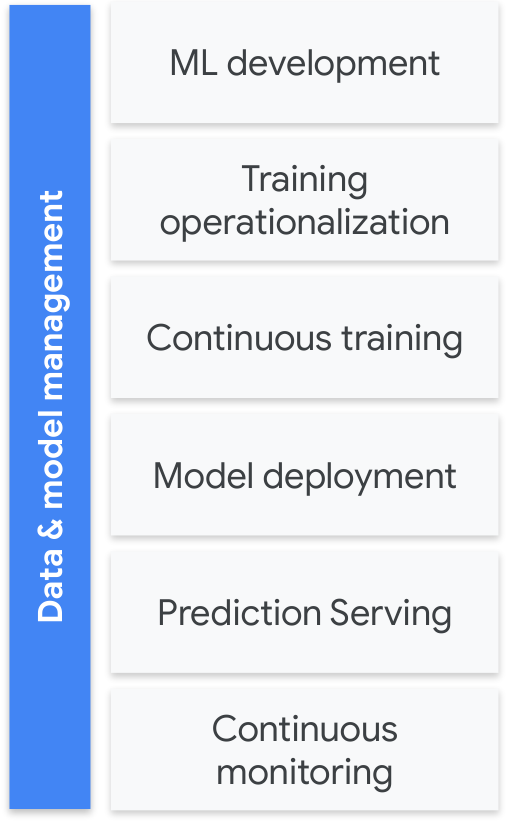 Data & model management
ML development
Training
operationalization
Continuous training
Model deployment
Prediction Serving
Continuous
monitoring